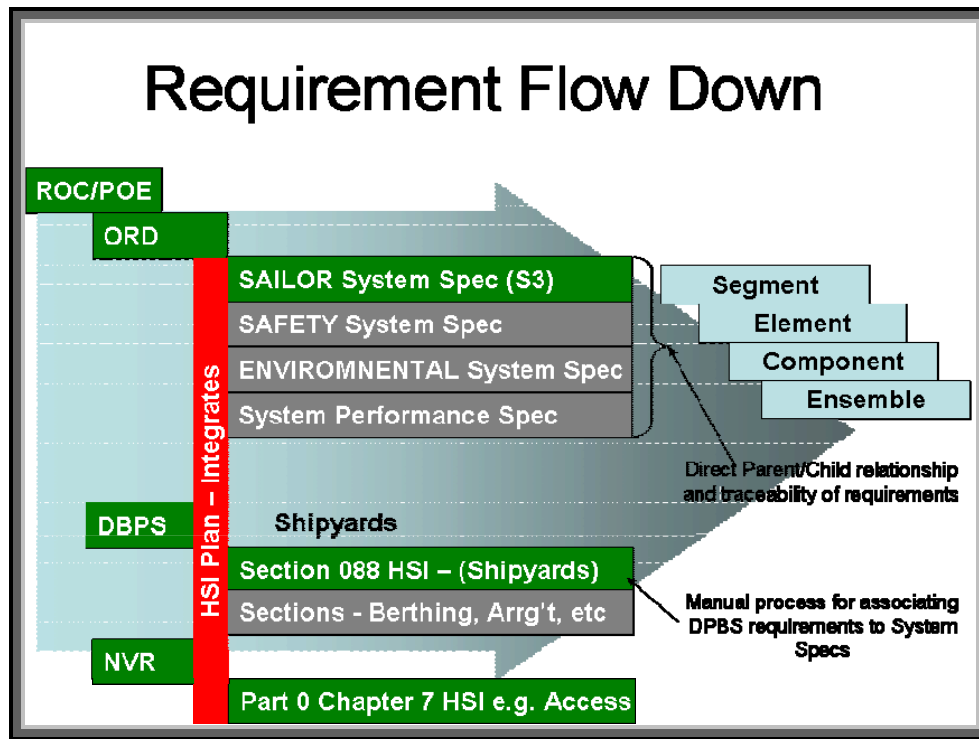 Requirement Flow Down
ROC/POE
ORD
SAILOR System Spec (S3)
SAFETY System Spec
ENVIROMNENTAL System Spec
System Performance Spec
Segment
Element
Component
Ensemble
Direct Parent/Child relationship
and traceability of requirements
HSI Plan – Integrates
DBPS
Shipyards
Section 088 HSI – (Shipyards)
Sections - Berthing, Arrg't, etc
Manual process for associating
DPBS requirements to System
Specs
NVR
Part 0 Chapter 7 HSI e.g. Access